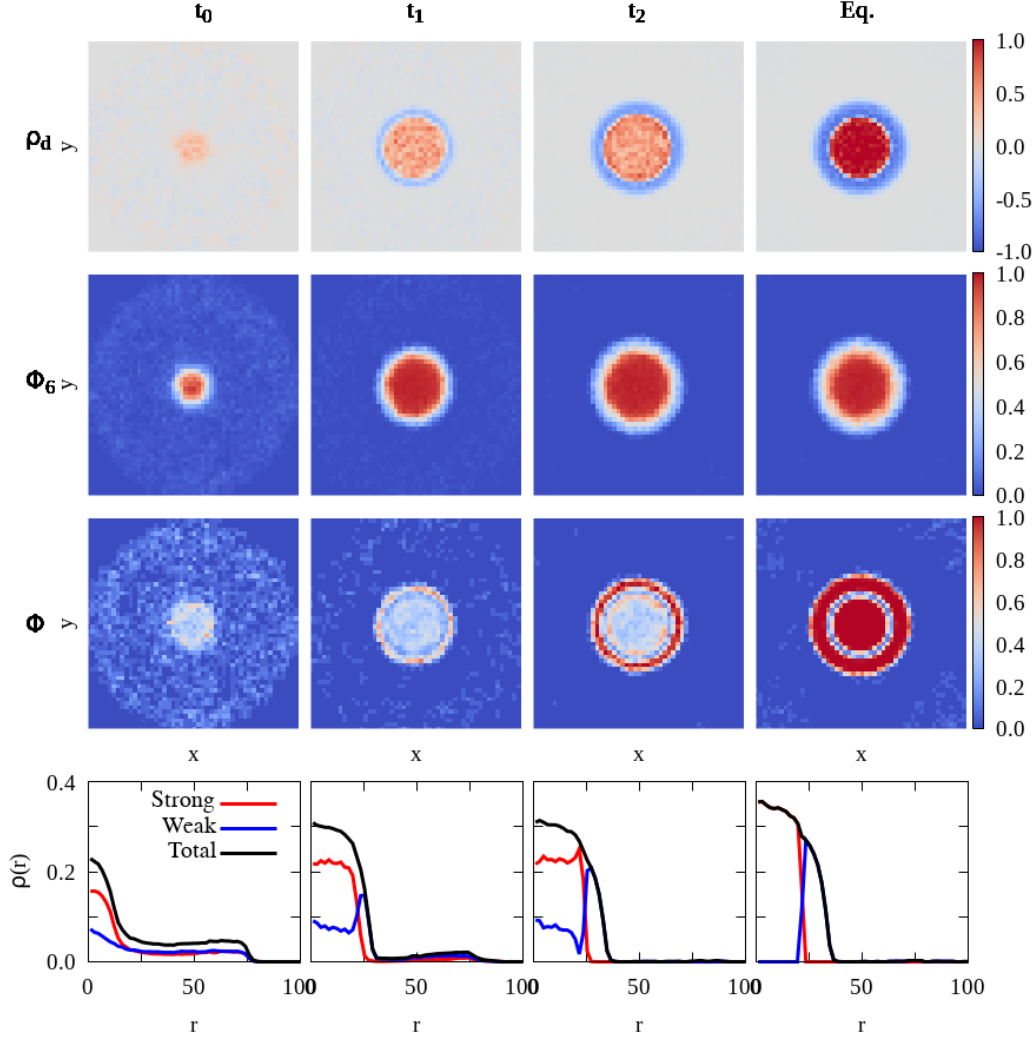 t0 t1 t2 Eq.
ρd y 1.0 0.5 0.0 -0.5 -1.0
Φ6 y 1.0 0.8 0.6 0.4 0.2 0.0
Φ y 1.0 0.8 0.6 0.4 0.2 0.0
x x x x
ρ(r) 0.4 0.2 0.0
Strong
Weak
Total
0 50 100 0 50 100 0 50 100 0 50 100
r r r r